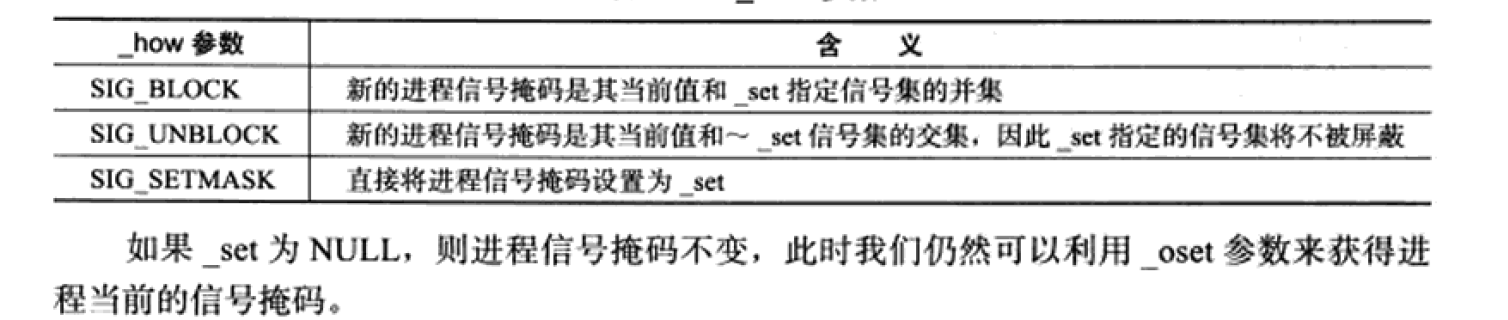 _how 参数 含 义
SIG_BLOCK 新的进程信号掩码是其当前值和 _set 指定信号集的并集
SIG_UNBLOCK 新的进程信号掩码是其当前值和～ _set 信号集的交集，因此 _set 指定的信号集将不被屏蔽
SIG_SETMASK 直接将进程信号掩码设置为 _set
如果 _set 为 NULL，则进程信号掩码不变，此时我们仍然可以利用 _oset 参数来获得进
程当前的信号掩码。